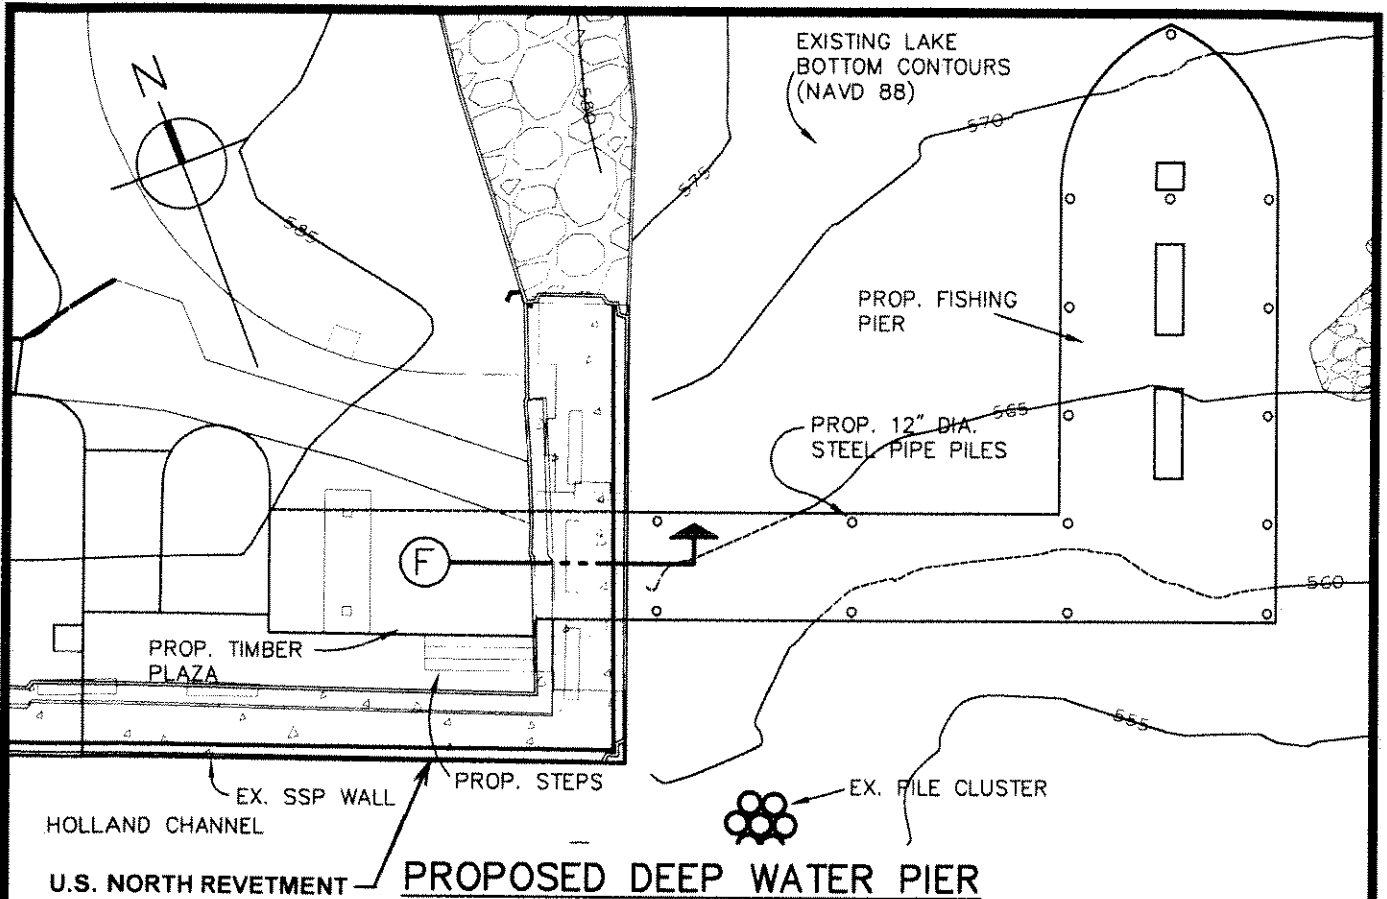 EXISTING LAKE
BOTTOM CONTOURS
(NAVD 88)
N
580
570
575
585
PROP. FISHING
PIER
565
PROP. 12" DIA.
STEEL PIPE PILES
F
560
PROP. TIMBER
PLAZA
555
PROP. STEPS
EX. PILE CLUSTER
EX. SSP WALL
HOLLAND CHANNEL
U.S. NORTH REVETMENT
PROPOSED DEEP WATER PIER